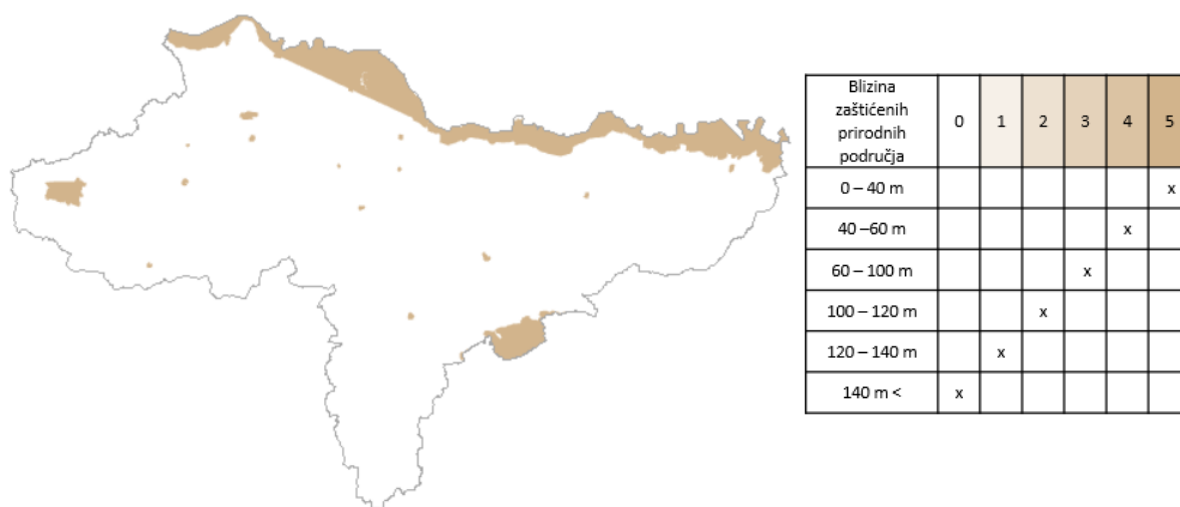 Blizina
zaštićenih
prirodnih
područja
0 1 2 3 4 5
0 – 40 m x
40 –60 m x
60 – 100 m x
100 – 120 m x
120 – 140 m x
140 m < x